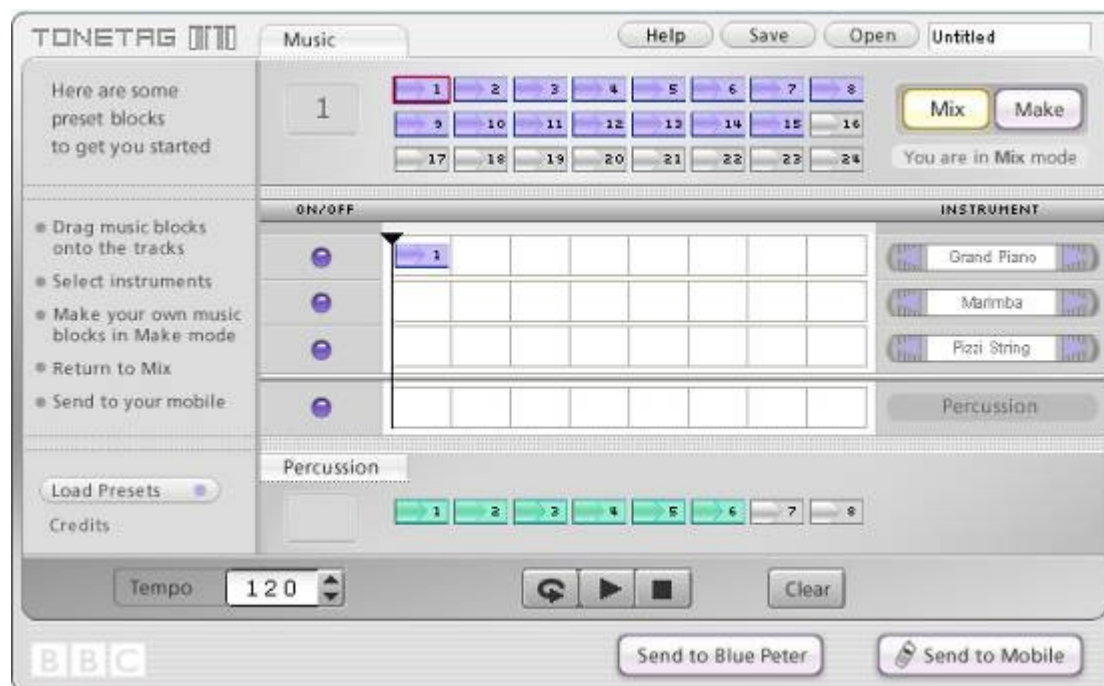 TONETAG
Music
Help
Save
Open
Untitled
Here are some
preset blocks
to get you started
1
1 2 3 4 5 6 7 8
9 10 11 12 13 14 15 16
17 18 19 20 21 22 23 24
Mix
Make
You are in Mix mode
ON/OFF
INSTRUMENT
Drag music blocks
onto the tracks
Select instruments
Make your own music
blocks in Make mode
Return to Mix
Send to your mobile
1
Grand Piano
Marimba
Pizzi String
Percussion
Percussion
Load Presets
Credits
1 2 3 4 5 6 7 8
Tempo
120
Clear
BBC
Send to Blue Peter
Send to Mobile